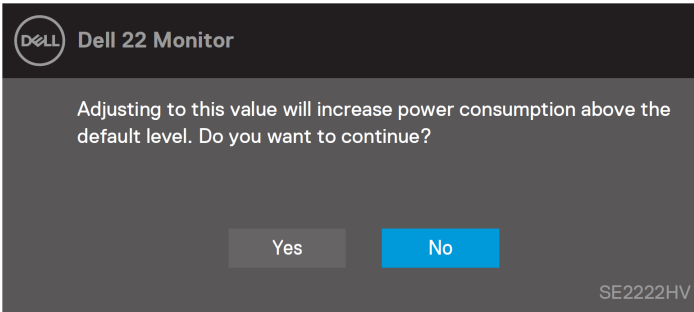 DELL
Dell 22 Monitor
Adjusting to this value will increase power consumption above the
default level. Do you want to continue?
Yes
No
SE2222HV